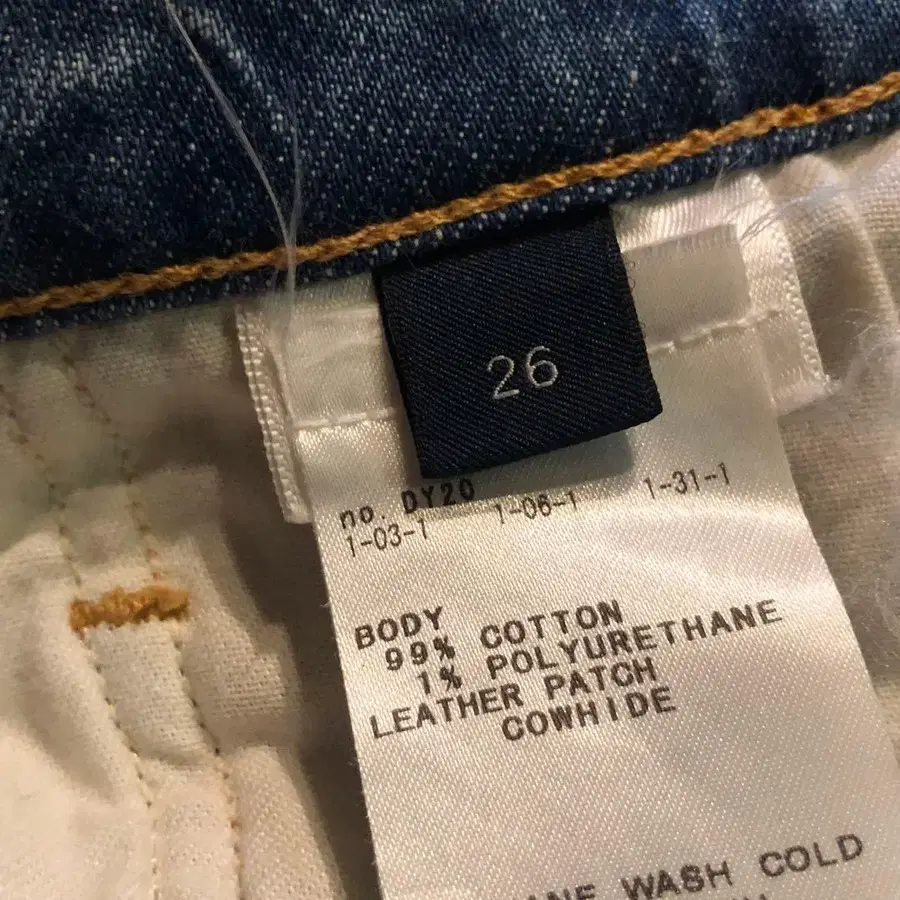 26
no. DY20
1-03-1 1-06-1 1-31-1
BODY
99% COTTON
1% POLYURETHANE
LEATHER PATCH
COWHIDE
WASH COLD